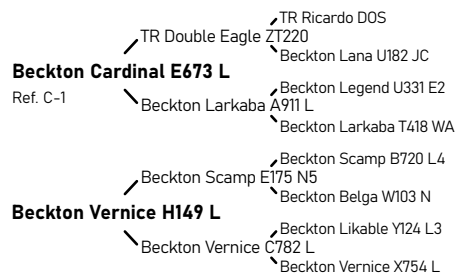 TR Ricardo DOS
TR Double Eagle ZT220
Beckton Lana U182 JC
Beckton Cardinal E673 L
Ref. C-1
Beckton Legend U331 E2
Beckton Larkaba A911 L
Beckton Larkaba T418 WA
Beckton Scamp B720 L4
Beckton Scamp E175 N5
Beckton Belga W103 N
Beckton Vernice H149 L
Beckton Likable Y124 L3
Beckton Vernice C782 L
Beckton Vernice X754 L